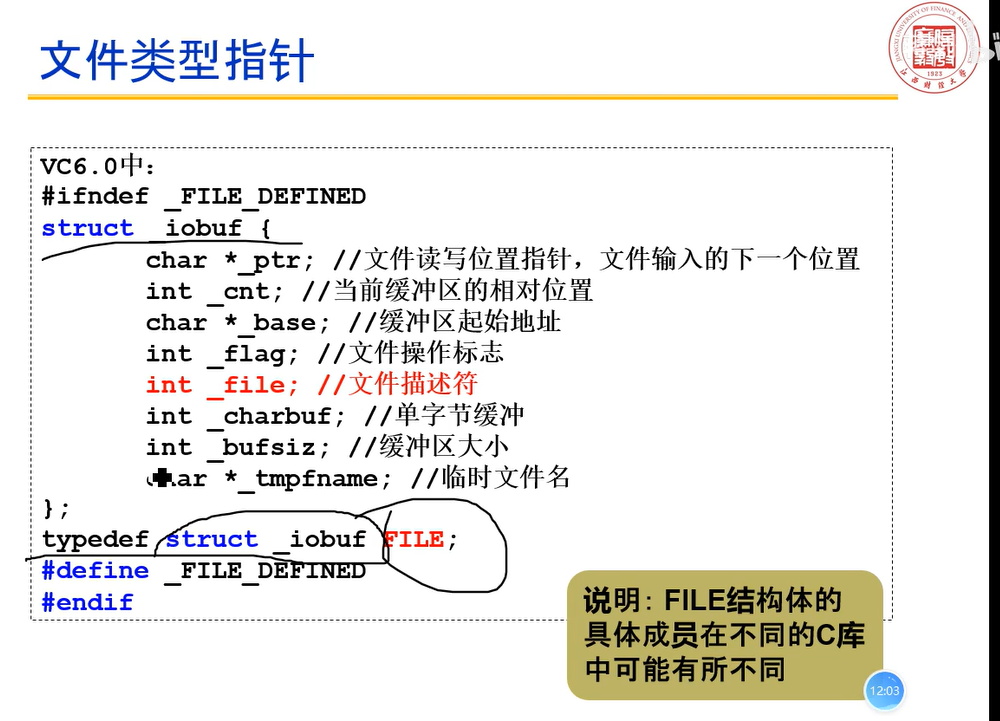 文件类型指针
JIANGXI UNIVERSITY OF FINANCE AND
1923
江西财经大学
VC6.0中:
#ifndef _FILE_DEFINED
struct _iobuf {
char *_ptr; //文件读写位置指针，文件输入的下一个位置
int _cnt; //当前缓冲区的相对位置
char *_base; //缓冲区起始地址
int _flag; //文件操作标志
int _file; //文件描述符
int _charbuf; //单字节缓冲
int _bufsiz; //缓冲区大小
char *_tmpfname; //临时文件名
};
typedef struct _iobuf FILE;
#define _FILE_DEFINED
#endif
说明: FILE结构体的
具体成员在不同的C库
中可能有所不同
12:03